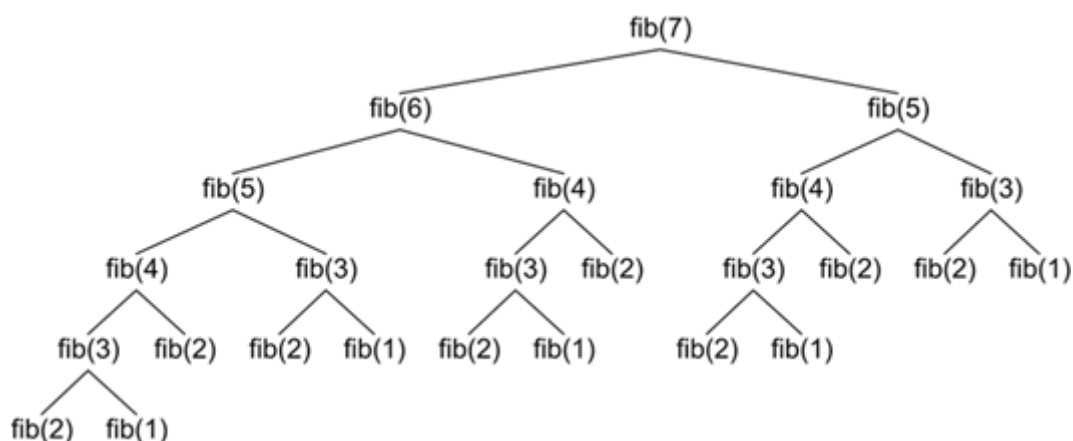 fib(7)
fib(6) fib(5)
fib(5) fib(4) fib(4) fib(3)
fib(4) fib(3) fib(3) fib(2) fib(3) fib(2) fib(2) fib(1)
fib(3) fib(2) fib(2) fib(1) fib(2) fib(1) fib(2) fib(1)
fib(2) fib(1)